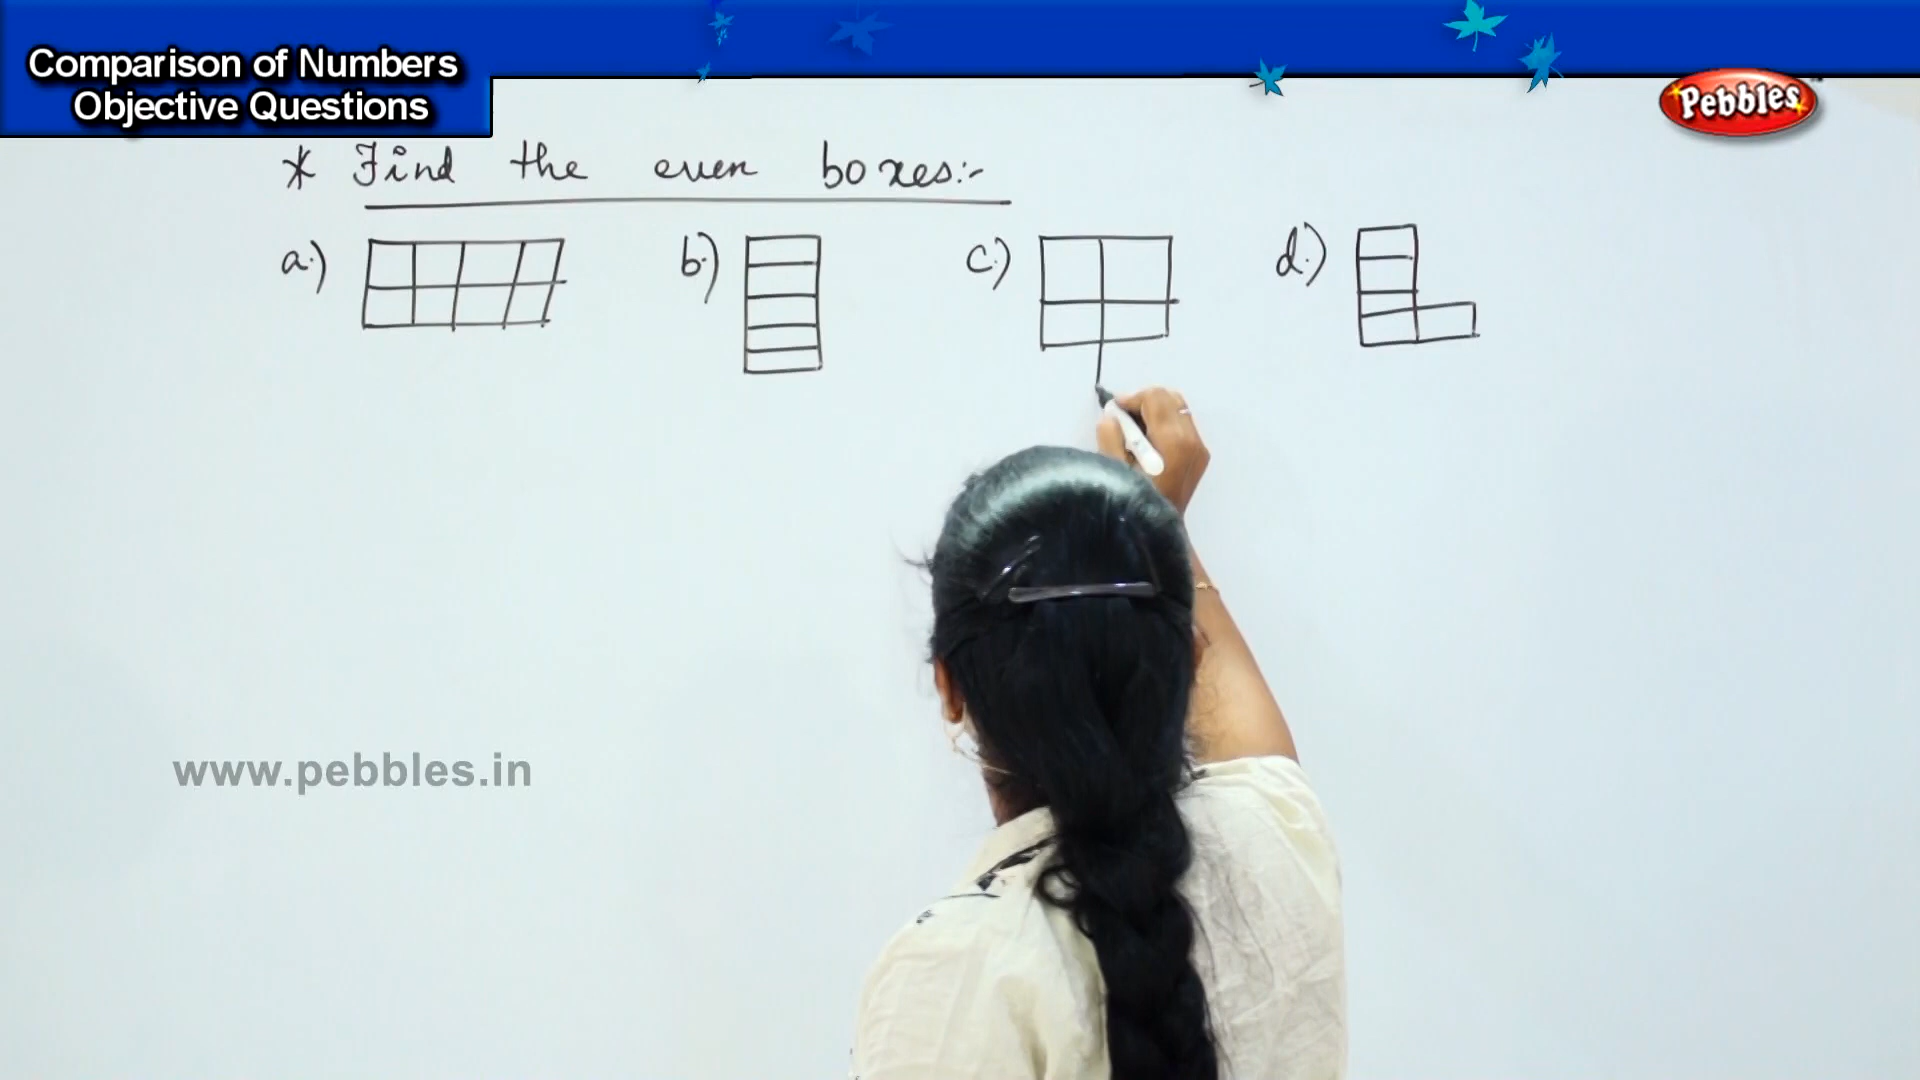 Comparison of Numbers
Objective Questions
Pebbles
* Find the even boxes:-
a.) b.) c.) d.)
www.pebbles.in